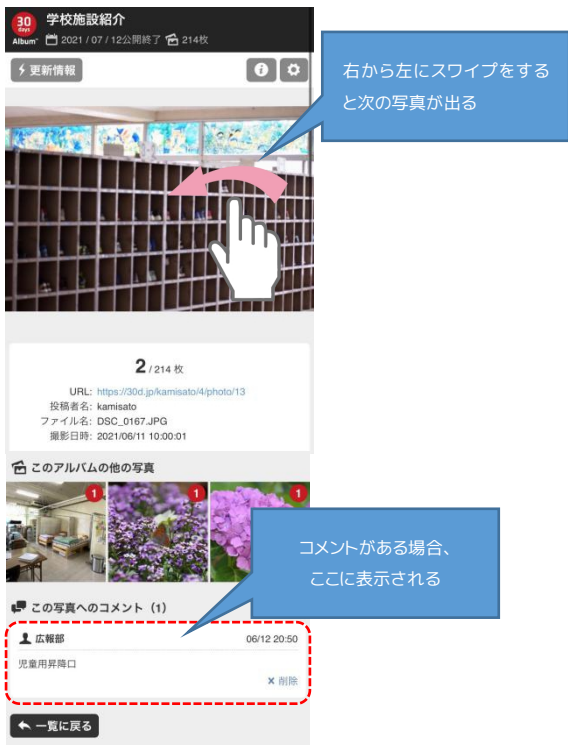 30
days
Album
学校施設紹介
2021 / 07 / 12公開終了 214枚
更新情報
右から左にスワイプをする
と次の写真が出る
2 / 214 枚
URL: https://30d.jp/kamisato/4/photo/13
投稿者名: kamisato
ファイル名: DSC_0167.JPG
撮影日時: 2021/06/11 10:00:01
このアルバムの他の写真
1
1
1
コメントがある場合、
ここに表示される
この写真へのコメント（1）
広報部 06/12 20:50
児童用昇降口
× 削除
一覧に戻る